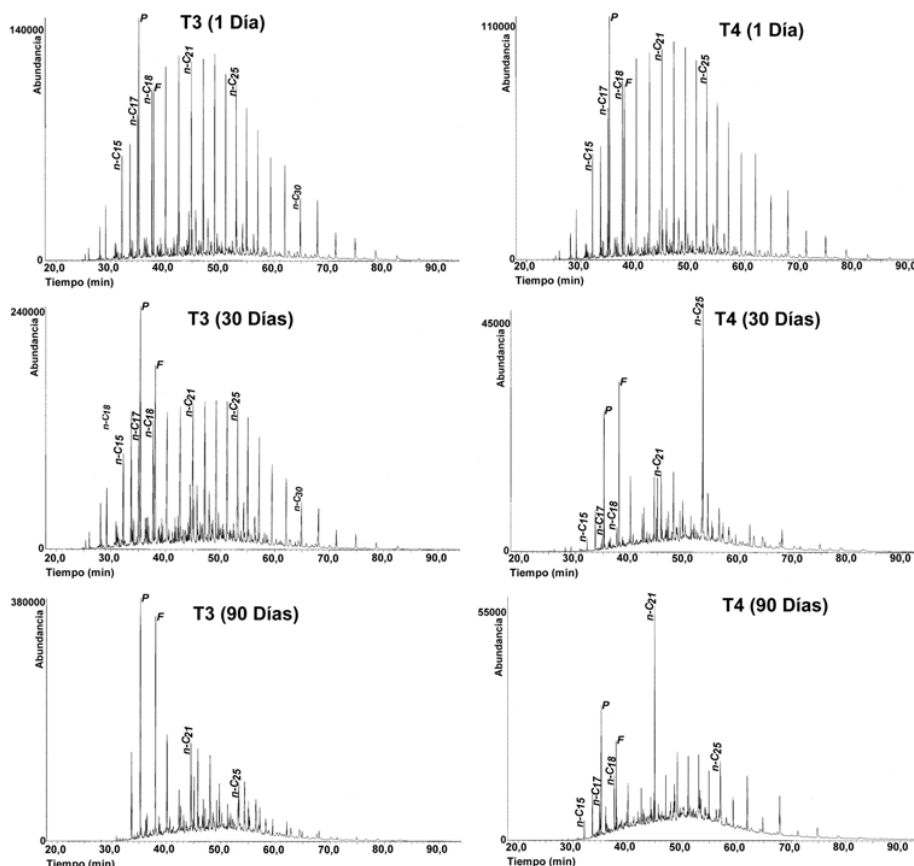 T3 (1 Día)
140000
Abundancia
0
P
n-C15
n-C17
n-C18
F
n-C21
n-C25
n-C30
20,0 30,0 40,0 50,0 60,0 70,0 80,0 90,0
Tiempo (min)
T4 (1 Día)
110000
Abundancia
0
P
n-C15
n-C17
n-C18
F
n-C21
n-C25
20,0 30,0 40,0 50,0 60,0 70,0 80,0 90,0
Tiempo (min)
T3 (30 Días)
240000
Abundancia
0
P
n-C18
n-C15
n-C17
n-C18
F
n-C21
n-C25
n-C30
20,0 30,0 40,0 50,0 60,0 70,0 80,0 90,0
Tiempo (min)
T4 (30 Días)
45000
Abundancia
0
n-C15
n-C17
P
n-C18
F
n-C21
n-C25
20,0 30,0 40,0 50,0 60,0 70,0 80,0 90,0
Tiempo (min)
T3 (90 Días)
380000
Abundancia
0
P
F
n-C21
n-C25
20,0 30,0 40,0 50,0 60,0 70,0 80,0 90,0
Tiempo (min)
T4 (90 Días)
55000
Abundancia
0
n-C15
n-C17
P
n-C18
F
n-C21
n-C25
20,0 30,0 40,0 50,0 60,0 70,0 80,0 90,0
Tiempo (min)